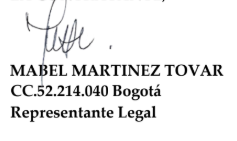 MABEL MARTINEZ TOVAR
CC.52.214.040 Bogotá
Representante Legal